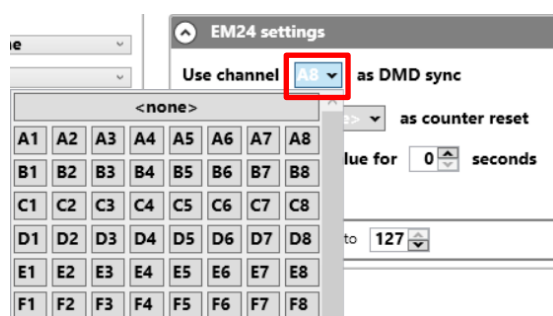 EM24 settings
Use channel A8 as DMD sync
<none>
as counter reset
A1 A2 A3 A4 A5 A6 A7 A8
B1 B2 B3 B4 B5 B6 B7 B8
for 0 seconds
C1 C2 C3 C4 C5 C6 C7 C8
D1 D2 D3 D4 D5 D6 D7 D8
to 127
E1 E2 E3 E4 E5 E6 E7 E8
F1 F2 F3 F4 F5 F6 F7 F8